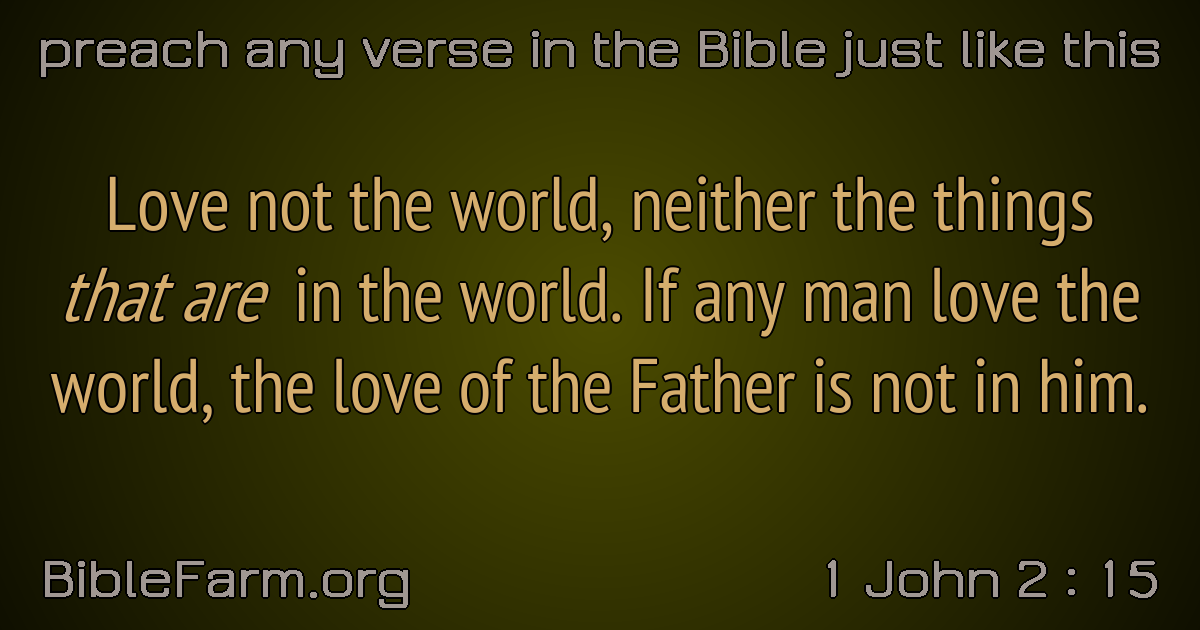 preach any verse in the Bible just like this
Love not the world, neither the things
that are in the world. If any man love the
world, the love of the Father is not in him.
BibleFarm.org
1 John 2 : 15